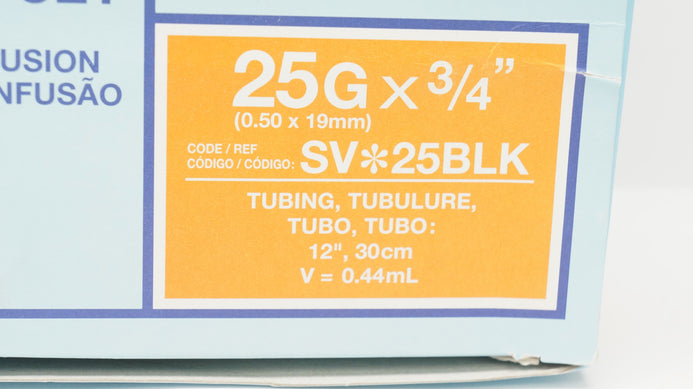 USION
NFUSÃO
25G x 3/4”
(0.50 x 19mm)
CODE / REF
CÓDIGO / CÓDIGO: SV✻25BLK
TUBING, TUBULURE,
TUBO, TUBO:
12", 30cm
V = 0.44mL